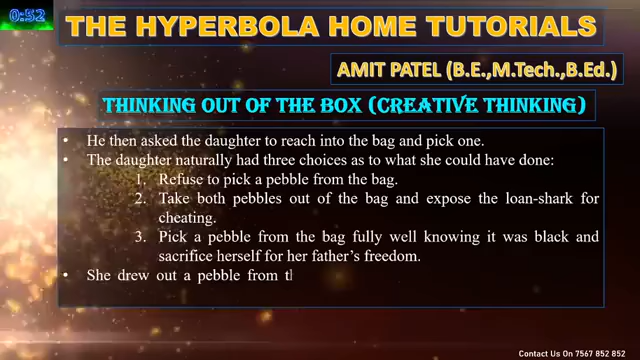 0:52
THE HYPERBOLA HOME TUTORIALS
AMIT PATEL (B.E.,M.Tech.,B.Ed.)
THINKING OUT OF THE BOX (CREATIVE THINKING)
• He then asked the daughter to reach into the bag and pick one.
• The daughter naturally had three choices as to what she could have done:
1. Refuse to pick a pebble from the bag.
2. Take both pebbles out of the bag and expose the loan-shark for
cheating.
3. Pick a pebble from the bag fully well knowing it was black and
sacrifice herself for her father's freedom.
• She drew out a pebble from t
Contact Us On 7567 852 852